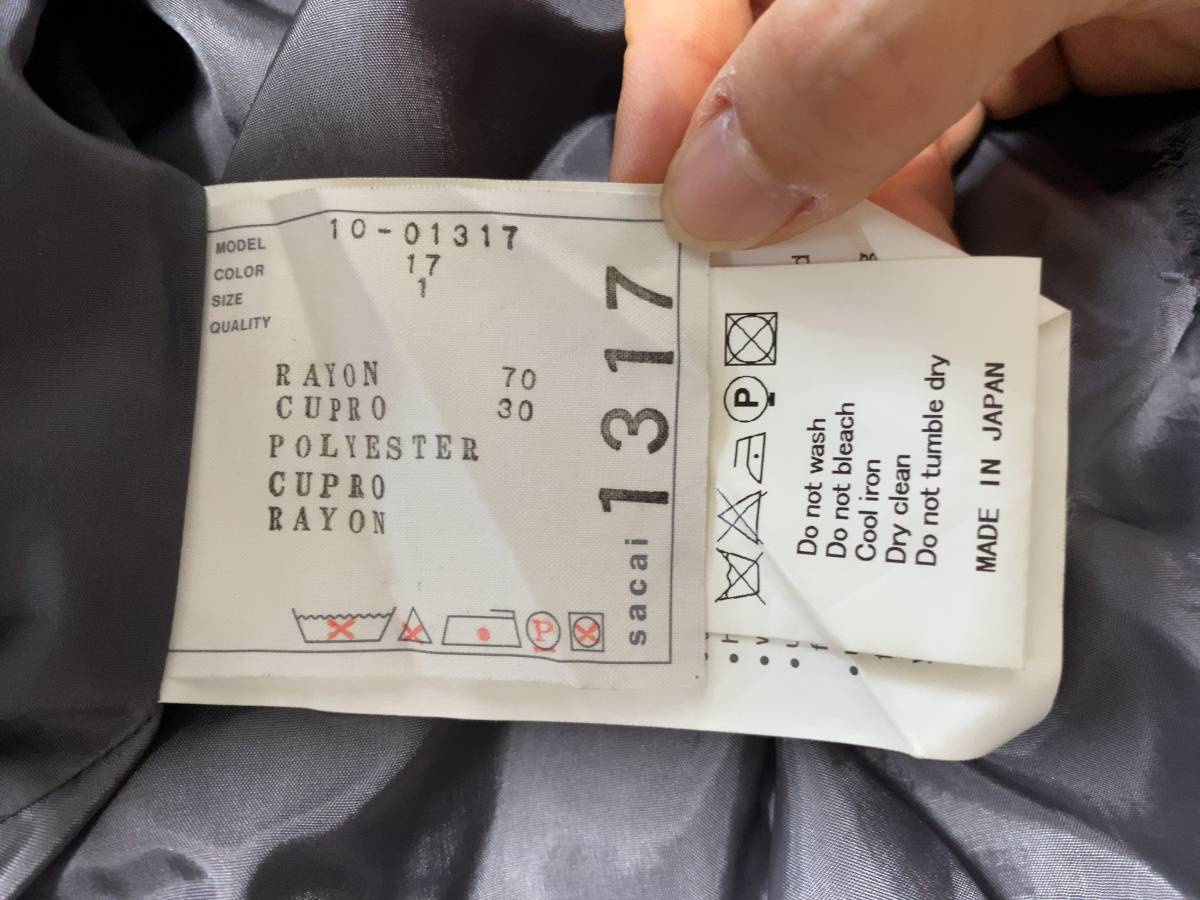 MODEL 10-01317
COLOR 17
SIZE 1
QUALITY
RAYON 70
CUPRO 30
POLYESTER
CUPRO
RAYON
P
sacai 1317
P
Do not wash
Do not bleach
Cool iron
Dry clean
Do not tumble dry
MADE IN JAPAN